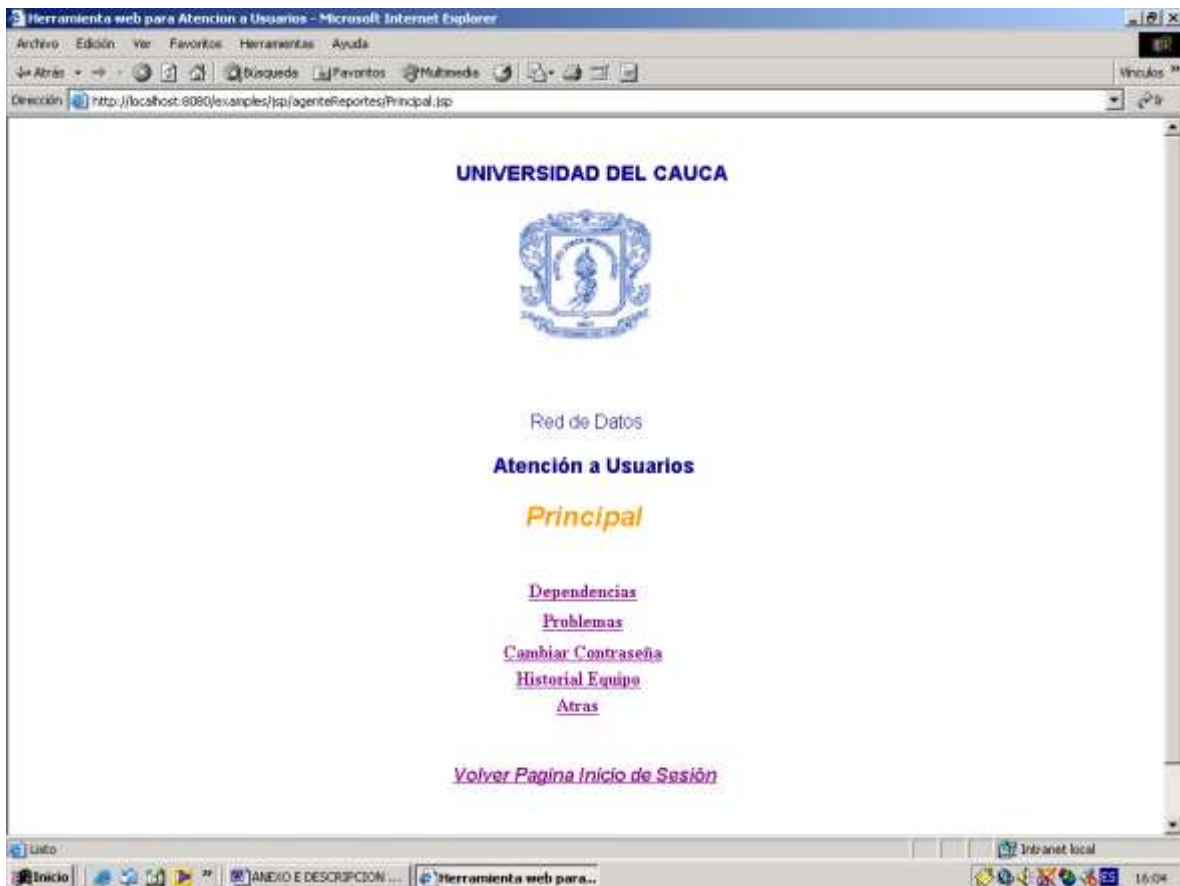 Herramienta web para Atencion a Usuarios - Microsoft Internet Explorer
Archivo Edición Ver Favoritos Herramientas Ayuda
Atrás Búsqueda Favoritos Multimedia Vínculos »
Dirección http://localhost:8080/examples/jsp/agenteReportes/Principal.jsp Ir
UNIVERSIDAD DEL CAUCA
Red de Datos
Atención a Usuarios
Principal
Dependencias
Problemas
Cambiar Contraseña
Historial Equipo
Atras
Volver Pagina Inicio de Sesión
Listo Intranet local
Inicio » ANEXO E DESCRIPCION ... Herramienta web para... ES 16:04